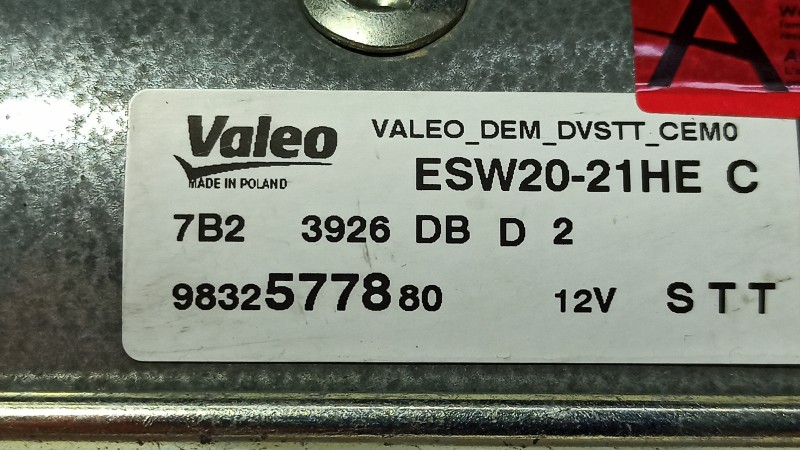 Valeo
MADE IN POLAND
VALEO_DEM_DVSTT_CEM0
ESW20-21HE C
7B2 3926 DB D 2
9832577880 12V STT
A